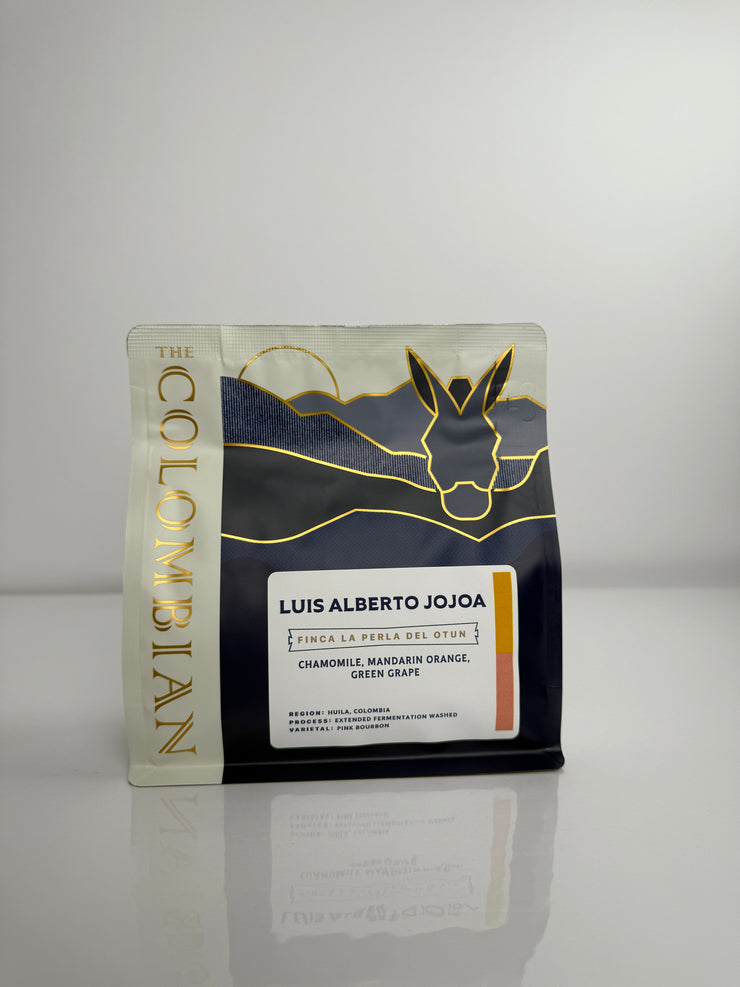 THE
COLOMBIAN
LUIS ALBERTO JOJOA
FINCA LA PERLA DEL OTUN
CHAMOMILE, MANDARIN ORANGE,
GREEN GRAPE
REGION: HUILA, COLOMBIA
PROCESS: EXTENDED FERMENTATION WASHED
VARIETAL: PINK BOURBON